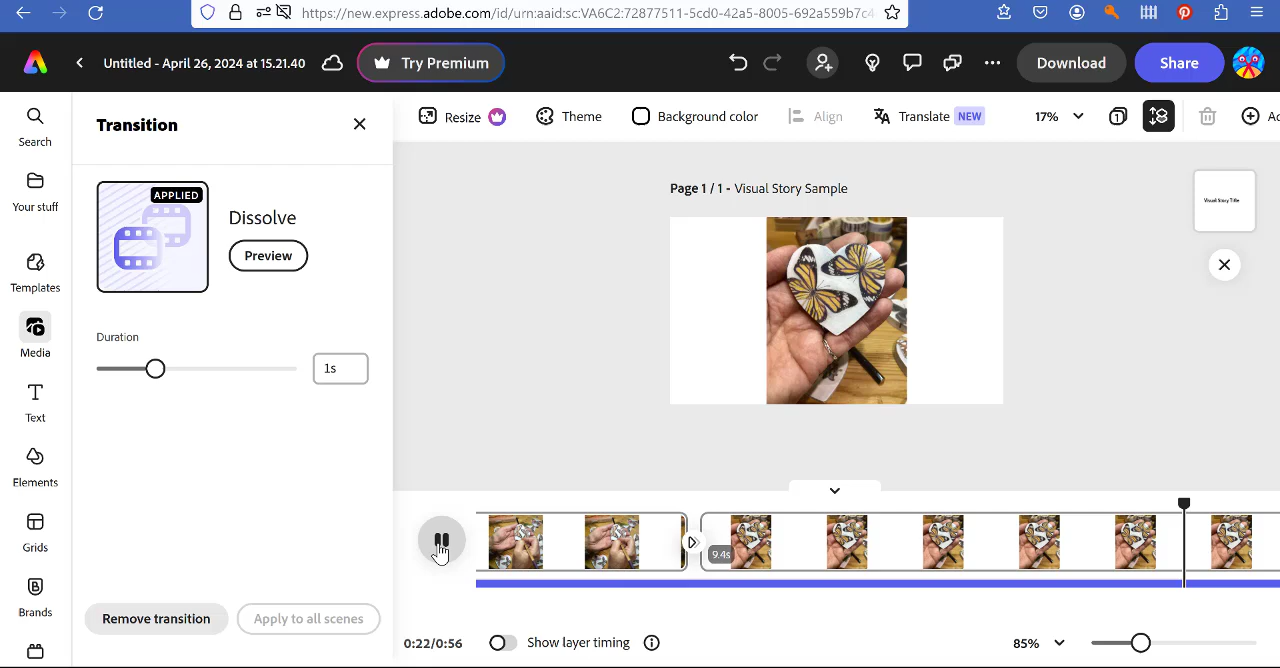 https://new.express.adobe.com/id/urn:aaid:sc:VA6C2:72877511-5cd0-42a5-8005-692a559b7c4
Untitled - April 26, 2024 at 15.21.40
Try Premium
Download
Share
Search
Your stuff
Templates
Media
Text
Elements
Grids
Brands
Transition
APPLIED
Dissolve
Preview
Duration
1s
Remove transition
Apply to all scenes
Resize
Theme
Background color
Align
Translate NEW
17%
1
Ad
Page 1 / 1 - Visual Story Sample
Visual Story Title
9.4s
0:22/0:56
Show layer timing
85%